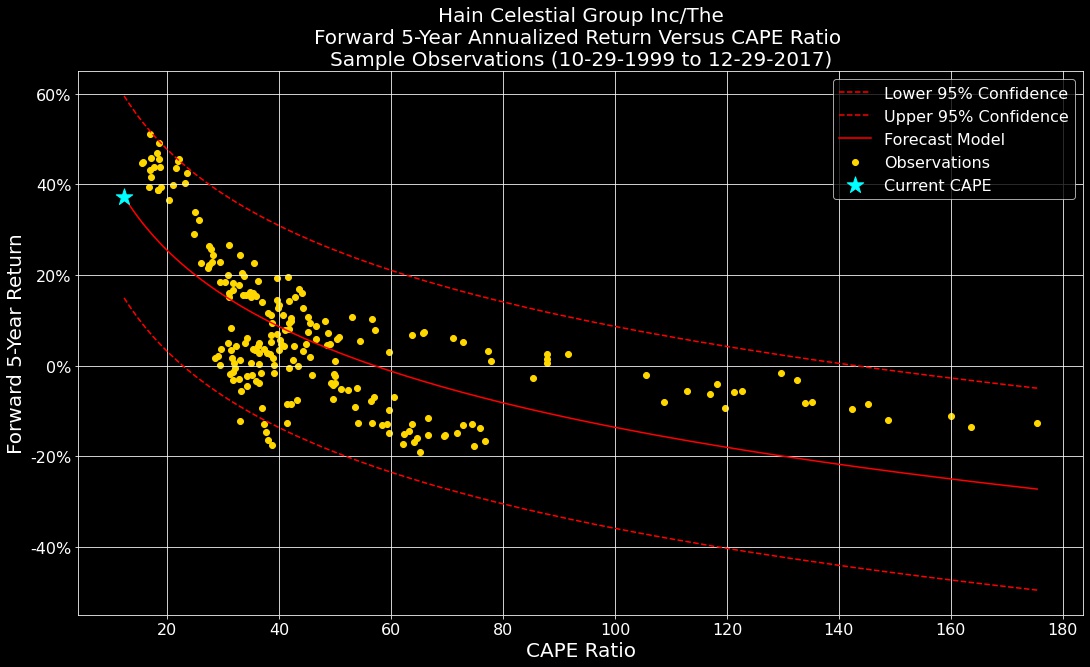 Hain Celestial Group Inc/The
Forward 5-Year Annualized Return Versus CAPE Ratio
Sample Observations (10-29-1999 to 12-29-2017)
Lower 95% Confidence
Upper 95% Confidence
Forecast Model
Observations
Current CAPE
Forward 5-Year Return
60%
40%
20%
0%
-20%
-40%
20 40 60 80 100 120 140 160 180
CAPE Ratio